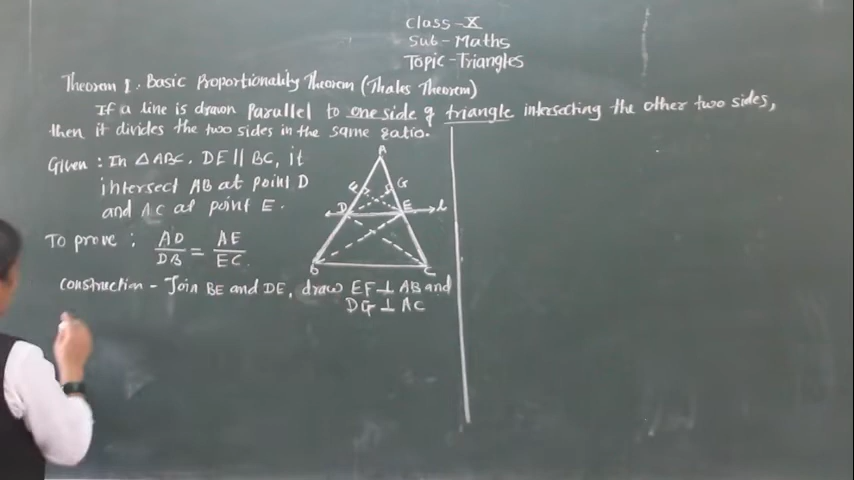 Class - X
Sub - Maths
Topic - Triangles
Theorem 1. Basic Proportionality Theorem (Thales Theorem)
If a line is drawn Parallel to one side of triangle intersecting the other two sides,
then it divides the two sides in the same ratio.
Given : In △ABC, DE || BC, it
intersect AB at point D
and AC at point E.
To prove : AD/DB = AE/EC
Construction - Join BE and DE, draw EF ⊥ AB and
DG ⊥ AC
A
F G
D E l
B C